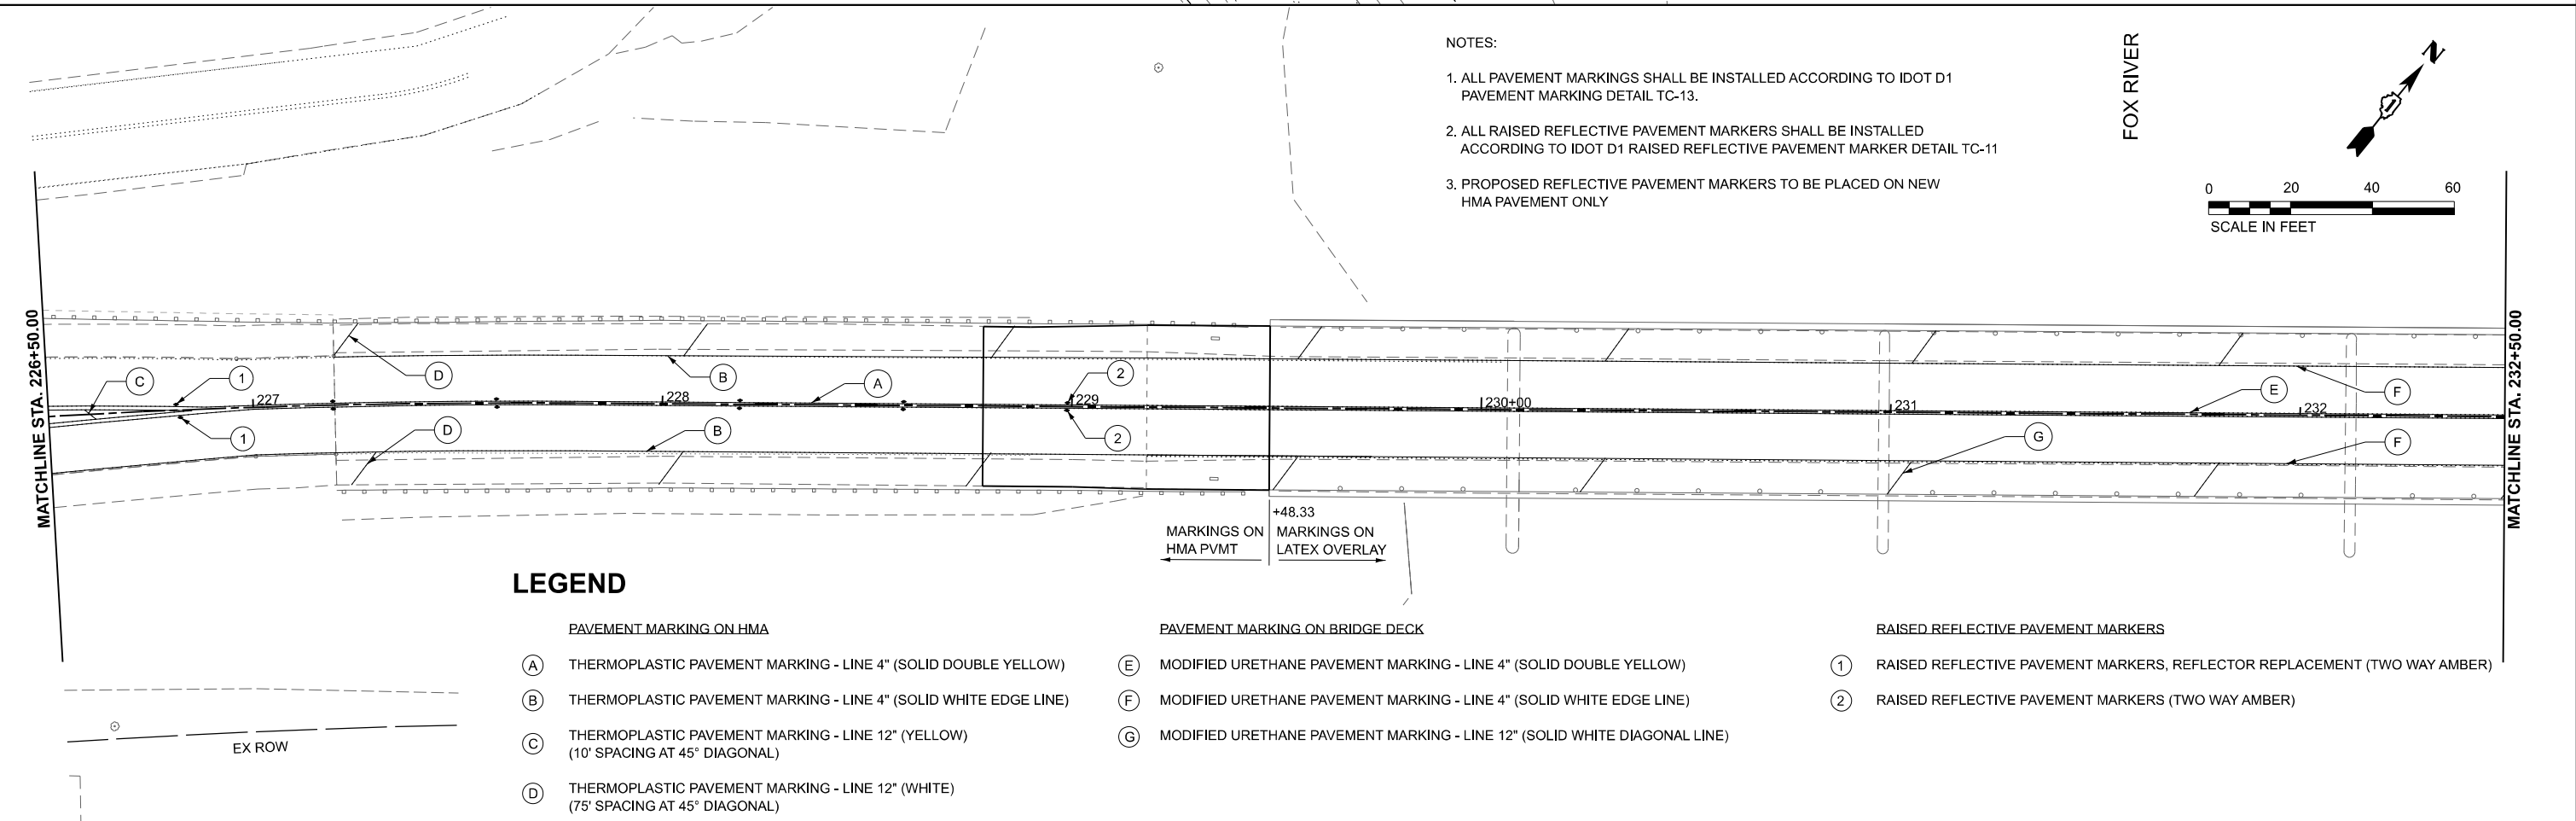 NOTES:
1. ALL PAVEMENT MARKINGS SHALL BE INSTALLED ACCORDING TO IDOT D1
PAVEMENT MARKING DETAIL TC-13.
2. ALL RAISED REFLECTIVE PAVEMENT MARKERS SHALL BE INSTALLED
ACCORDING TO IDOT D1 RAISED REFLECTIVE PAVEMENT MARKER DETAIL TC-11
3. PROPOSED REFLECTIVE PAVEMENT MARKERS TO BE PLACED ON NEW
HMA PAVEMENT ONLY
FOX RIVER
N
0 20 40 60
SCALE IN FEET
MATCHLINE STA. 226+50.00
C
1
1
227
D
D
B
B
228
A
2
229
2
230+00
231
G
E
F
F
232
MATCHLINE STA. 232+50.00
+48.33
MARKINGS ON
HMA PVMT
MARKINGS ON
LATEX OVERLAY
LEGEND
PAVEMENT MARKING ON HMA
A THERMOPLASTIC PAVEMENT MARKING - LINE 4" (SOLID DOUBLE YELLOW)
B THERMOPLASTIC PAVEMENT MARKING - LINE 4" (SOLID WHITE EDGE LINE)
C THERMOPLASTIC PAVEMENT MARKING - LINE 12" (YELLOW)
(10' SPACING AT 45° DIAGONAL)
D THERMOPLASTIC PAVEMENT MARKING - LINE 12" (WHITE)
(75' SPACING AT 45° DIAGONAL)
PAVEMENT MARKING ON BRIDGE DECK
E MODIFIED URETHANE PAVEMENT MARKING - LINE 4" (SOLID DOUBLE YELLOW)
F MODIFIED URETHANE PAVEMENT MARKING - LINE 4" (SOLID WHITE EDGE LINE)
G MODIFIED URETHANE PAVEMENT MARKING - LINE 12" (SOLID WHITE DIAGONAL LINE)
RAISED REFLECTIVE PAVEMENT MARKERS
1 RAISED REFLECTIVE PAVEMENT MARKERS, REFLECTOR REPLACEMENT (TWO WAY AMBER)
2 RAISED REFLECTIVE PAVEMENT MARKERS (TWO WAY AMBER)
EX ROW